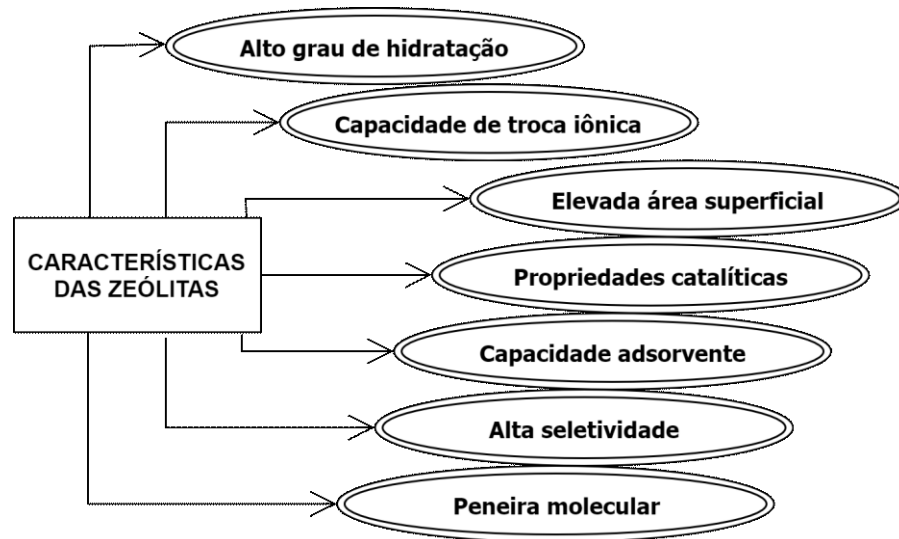 Alto grau de hidratação
Capacidade de troca iônica
Elevada área superficial
CARACTERÍSTICAS
DAS ZEÓLITAS
Propriedades catalíticas
Capacidade adsorvente
Alta seletividade
Peneira molecular